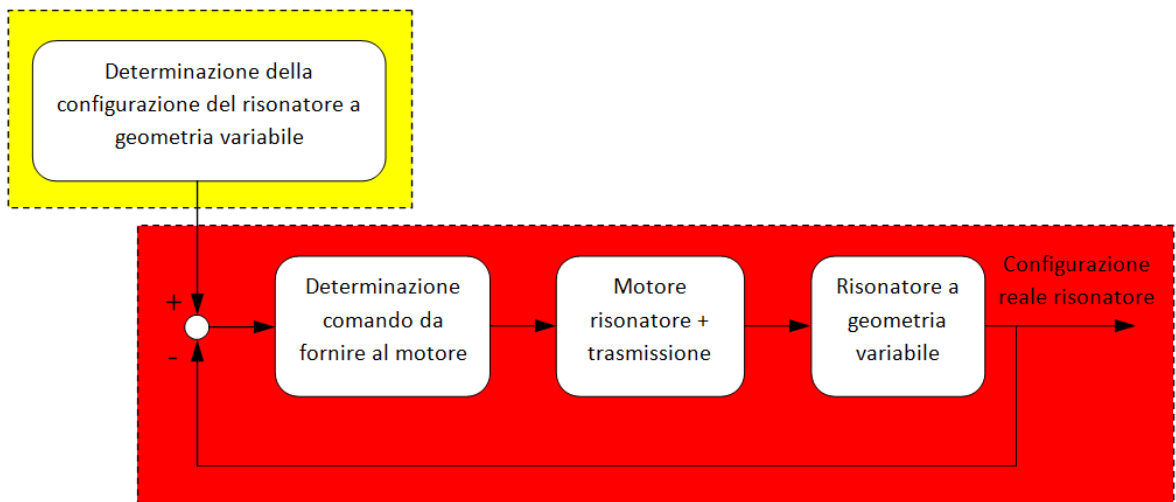 Determinazione della
configurazione del risonatore a
geometria variabile
+
-
Determinazione
comando da
fornire al motore
Motore
risonatore +
trasmissione
Risonatore a
geometria
variabile
Configurazione
reale risonatore